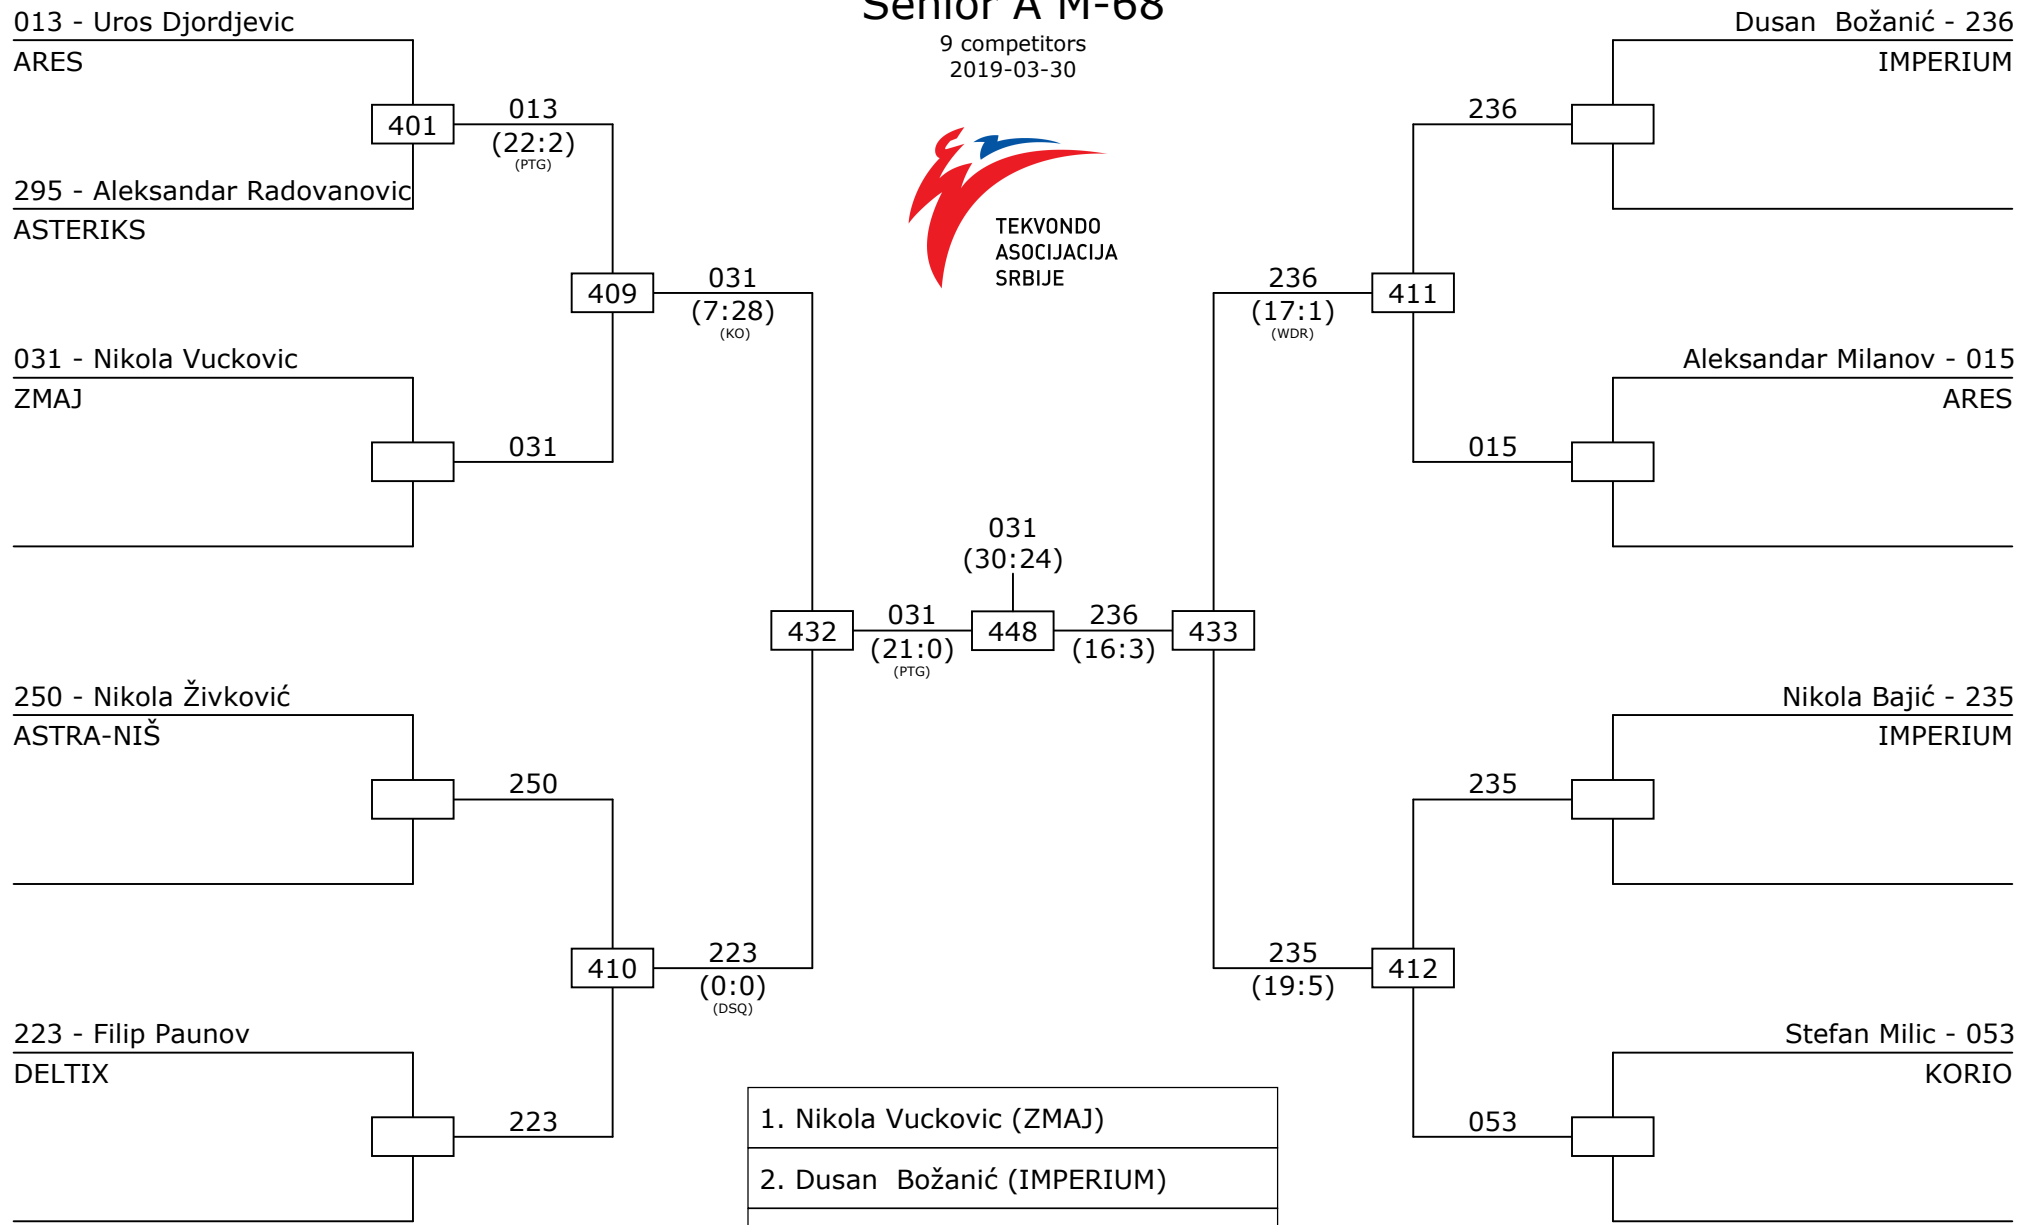 Senior A M-68
9 competitors
2019-03-30
TEKVONDO
ASOCIJACIJA
SRBIJE
013 - Uros Djordjevic
ARES
401
013
(22:2)
(PTG)
295 - Aleksandar Radovanovic
ASTERIKS
409
031
(7:28)
(KO)
031 - Nikola Vuckovic
ZMAJ
031
432
031
(21:0)
(PTG)
250 - Nikola Živković
ASTRA-NIŠ
250
410
223
(0:0)
(DSQ)
223 - Filip Paunov
DELTIX
223
031
(30:24)
448
236
(16:3)
433
Dusan  Božanić - 236
IMPERIUM
236
236
(17:1)
(WDR)
411
Aleksandar Milanov - 015
ARES
015
Nikola Bajić - 235
IMPERIUM
235
235
(19:5)
412
Stefan Milic - 053
KORIO
053
1. Nikola Vuckovic (ZMAJ)
2. Dusan  Božanić (IMPERIUM)